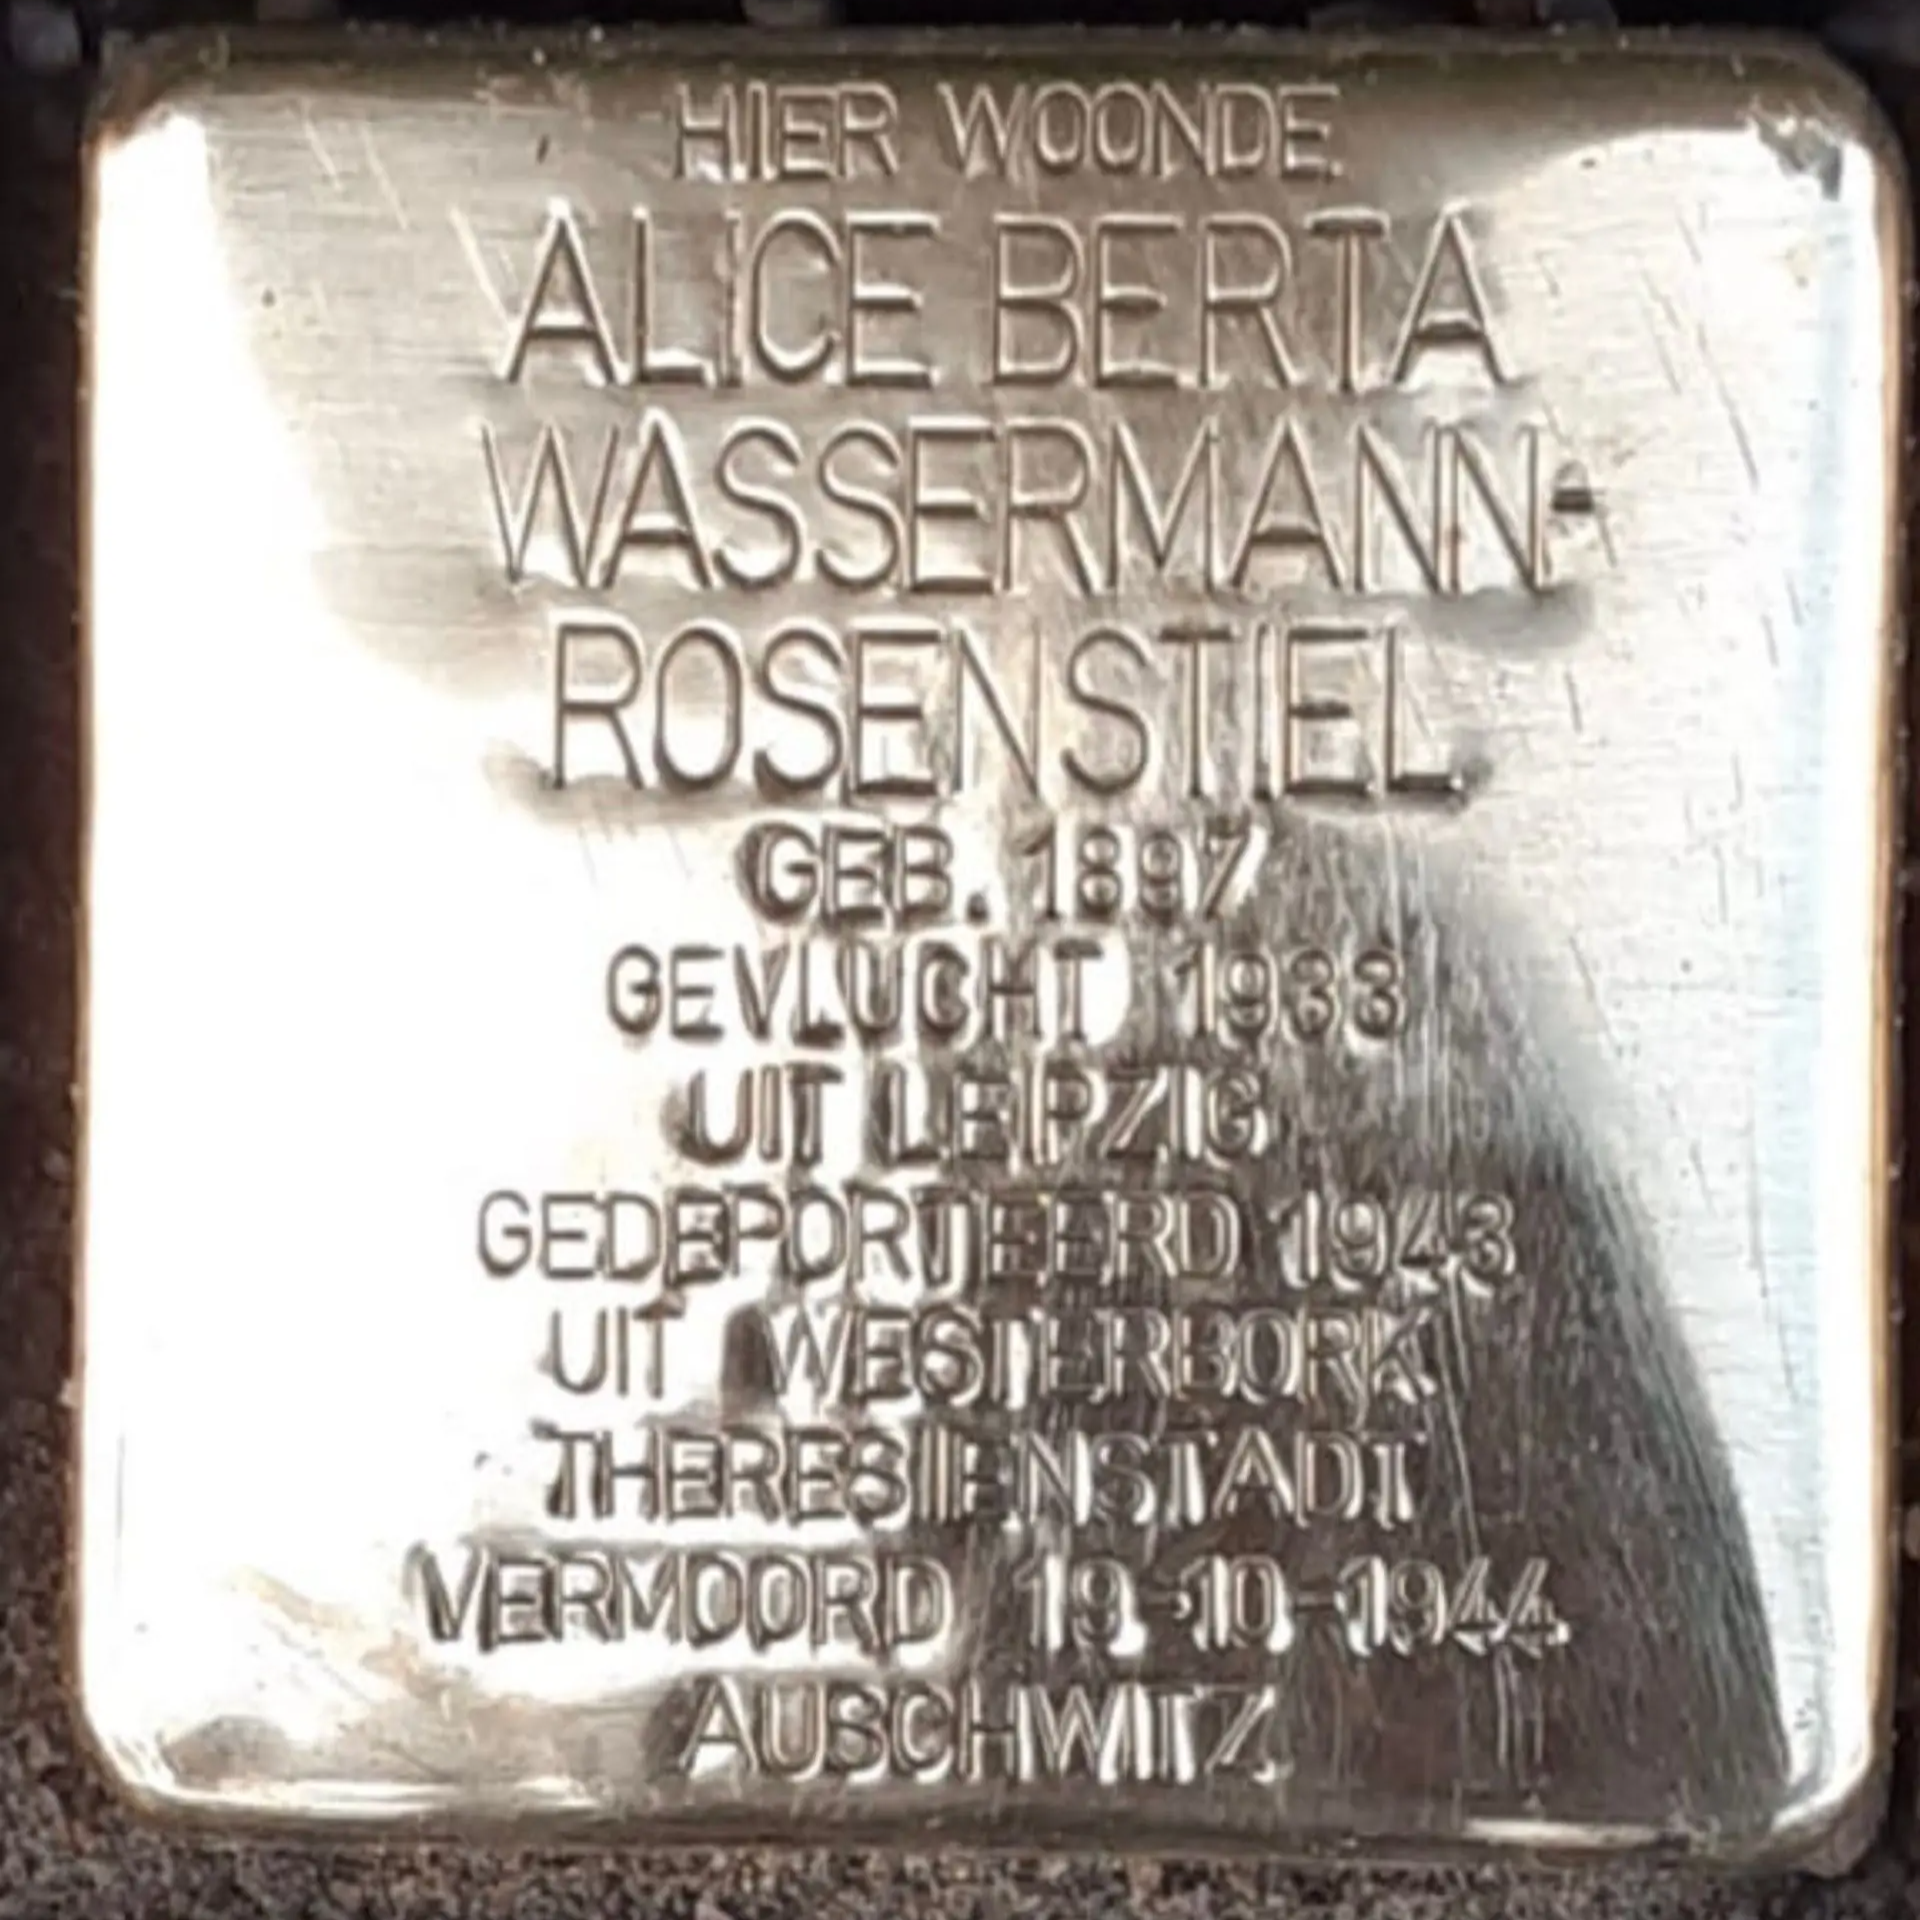 HIER WOONDE
ALICE BERTA
WASSERMANN-
ROSENSTIEL
GEB. 1897
GEVLUCHT 1933
UIT LEIPZIG
GEDEPORTEERD 1943
UIT WESTERBORK
THERESIENSTADT
VERMOORD 19-10-1944
AUSCHWITZ